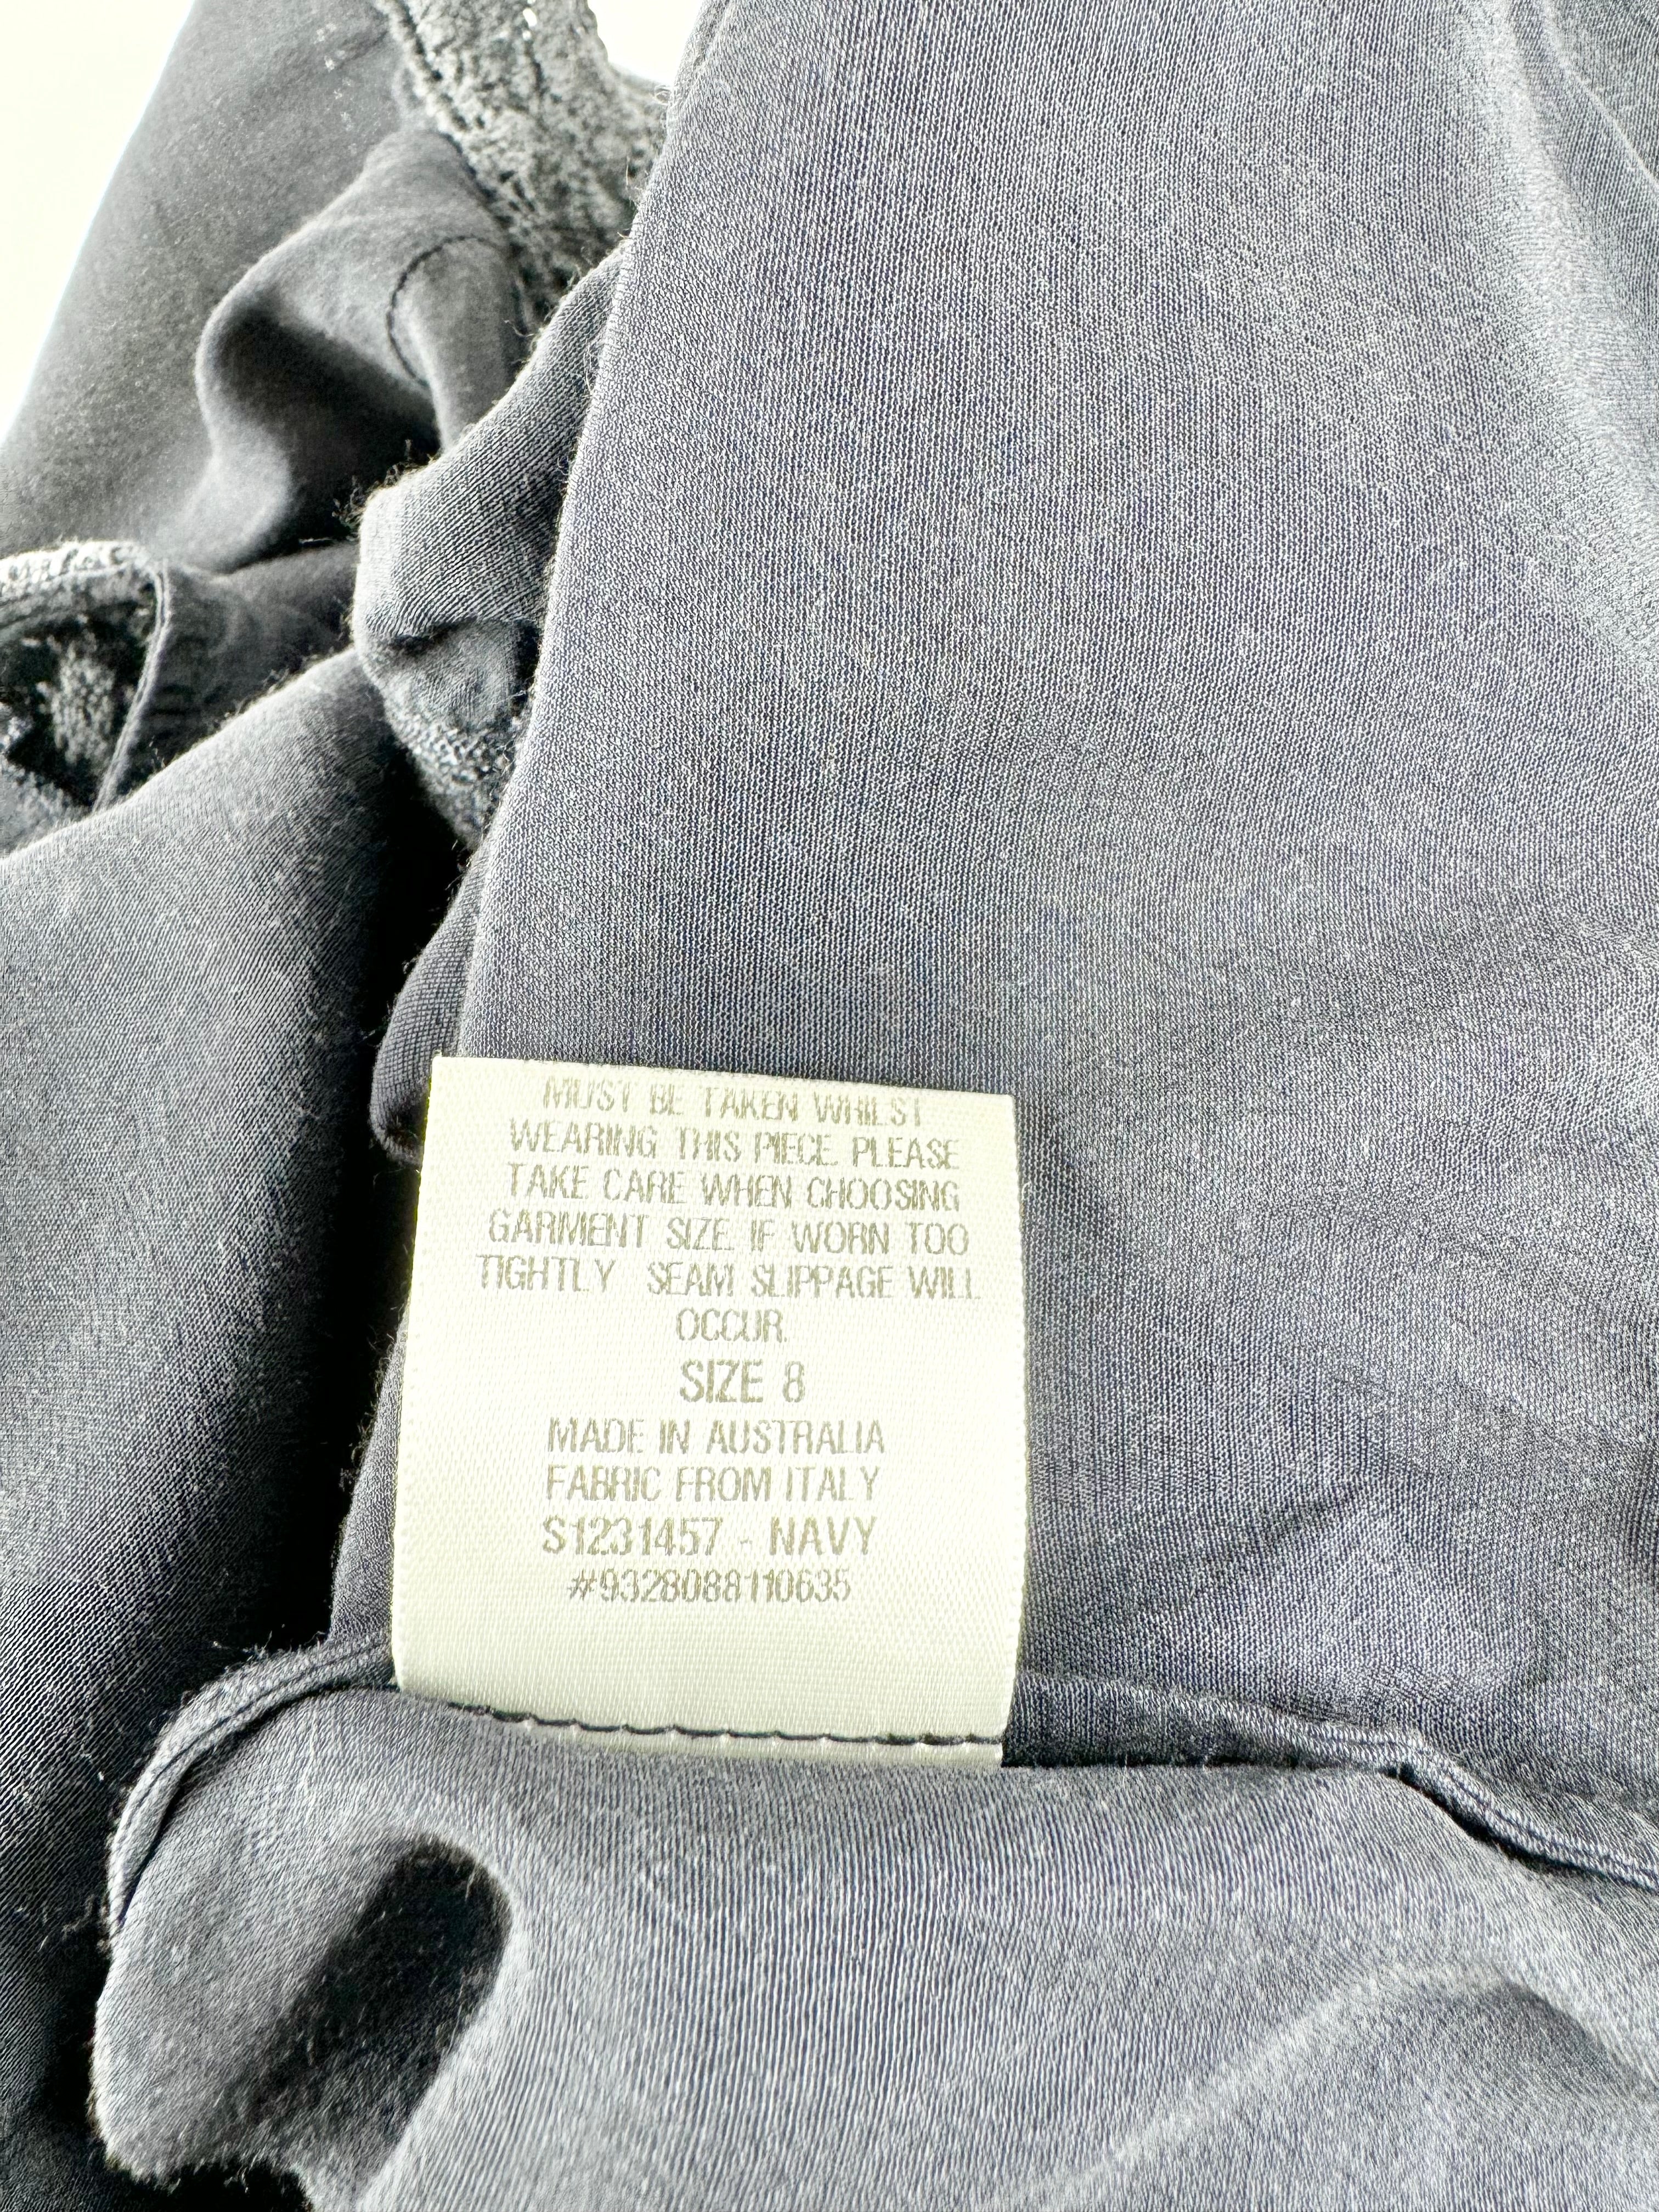 MUST BE TAKEN WHILST
WEARING THIS PIECE. PLEASE
TAKE CARE WHEN CHOOSING
GARMENT SIZE. IF WORN TOO
TIGHTLY SEAM SLIPPAGE WILL
OCCUR.
SIZE 8
MADE IN AUSTRALIA
FABRIC FROM ITALY
S1231457 - NAVY
#9328088110635